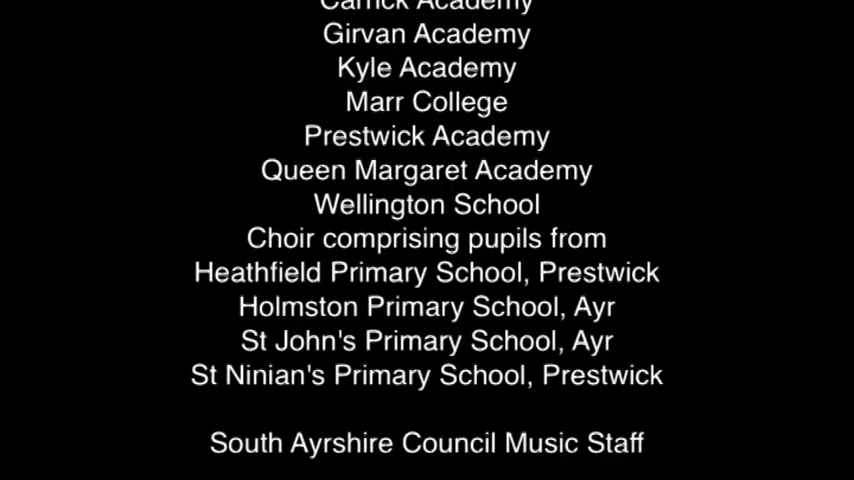 Carrick Academy
Girvan Academy
Kyle Academy
Marr College
Prestwick Academy
Queen Margaret Academy
Wellington School
Choir comprising pupils from
Heathfield Primary School, Prestwick
Holmston Primary School, Ayr
St John's Primary School, Ayr
St Ninian's Primary School, Prestwick
South Ayrshire Council Music Staff